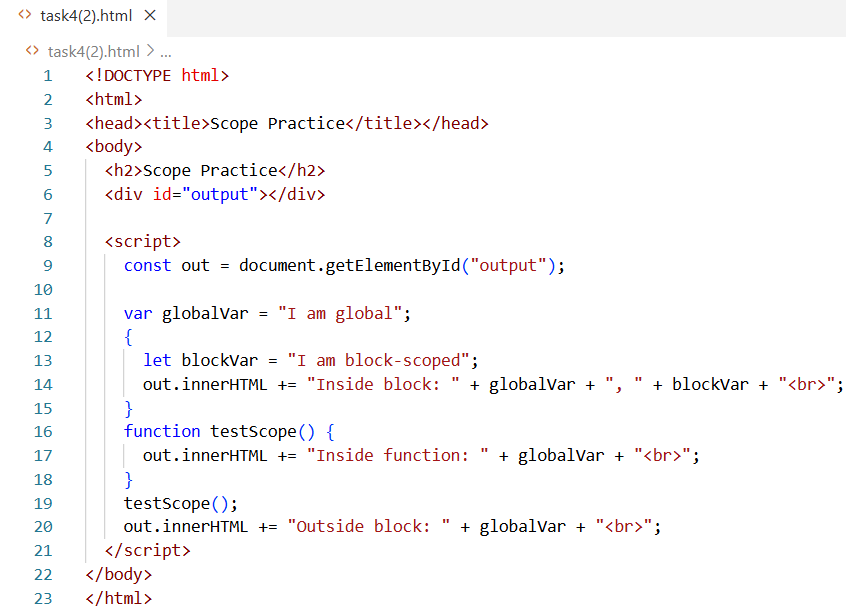 <> task4(2).html ×
<> task4(2).html > ...
1 <!DOCTYPE html>
2 <html>
3 <head><title>Scope Practice</title></head>
4 <body>
5   <h2>Scope Practice</h2>
6   <div id="output"></div>
7
8   <script>
9     const out = document.getElementById("output");
10
11     var globalVar = "I am global";
12     {
13       let blockVar = "I am block-scoped";
14       out.innerHTML += "Inside block: " + globalVar + ", " + blockVar + "<br>";
15     }
16     function testScope() {
17       out.innerHTML += "Inside function: " + globalVar + "<br>";
18     }
19     testScope();
20     out.innerHTML += "Outside block: " + globalVar + "<br>";
21   </script>
22 </body>
23 </html>